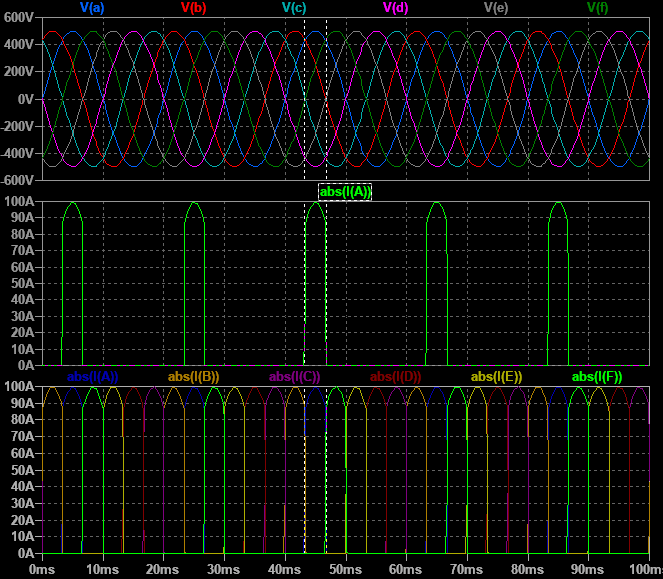 V(a) V(b) V(c) V(d) V(e) V(f)
600V
400V
200V
0V
-200V
-400V
-600V
abs(I(A))
100A
90A
80A
70A
60A
50A
40A
30A
20A
10A
0A
abs(I(A)) abs(I(B)) abs(I(C)) abs(I(D)) abs(I(E)) abs(I(F))
100A
90A
80A
70A
60A
50A
40A
30A
20A
10A
0A
0ms 10ms 20ms 30ms 40ms 50ms 60ms 70ms 80ms 90ms 100ms